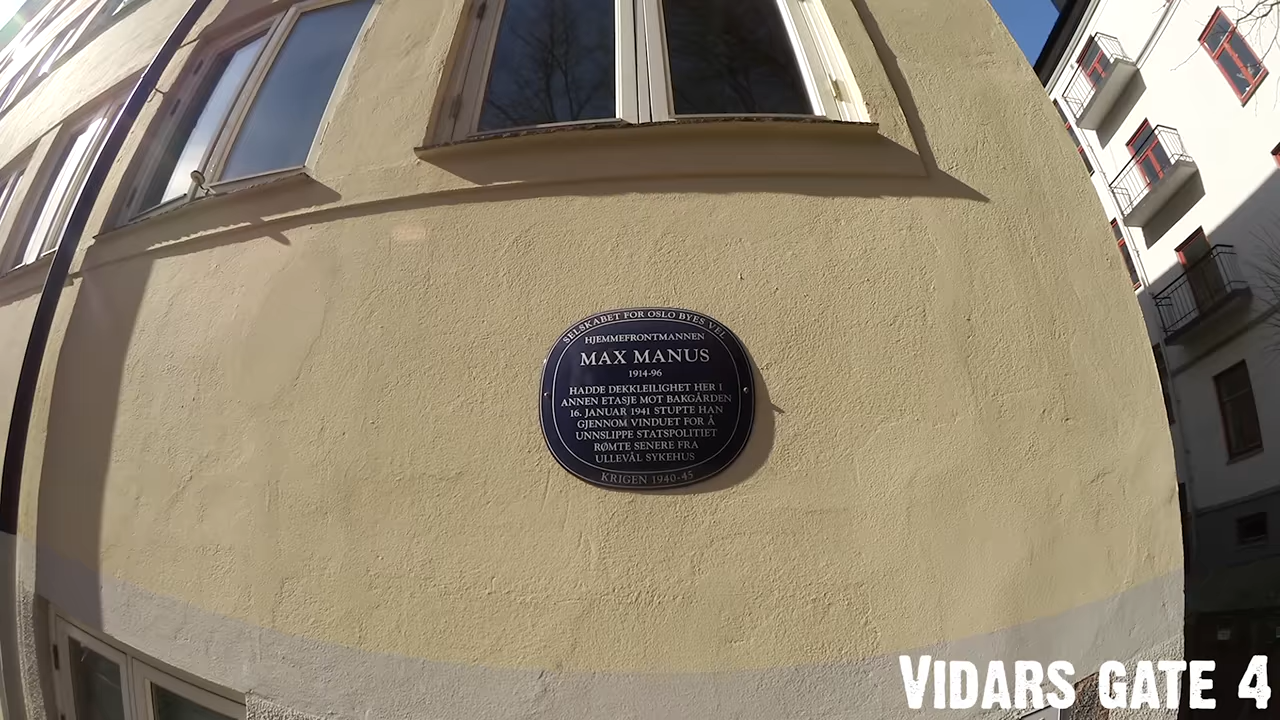 SELSKABET FOR OSLO BYES VEL
HJEMMEFRONTMANNEN
MAX MANUS
1914-96
HADDE DEKKLEILIGHET HER I
ANNEN ETASJE MOT BAKGÅRDEN
16. JANUAR 1941 STUPTE HAN
GJENNOM VINDUET FOR Å
UNNSLIPPE STATSPOLITIET
RØMTE SENERE FRA
ULLEVÅL SYKEHUS
KRIGEN 1940-45
VIDARS GATE 4